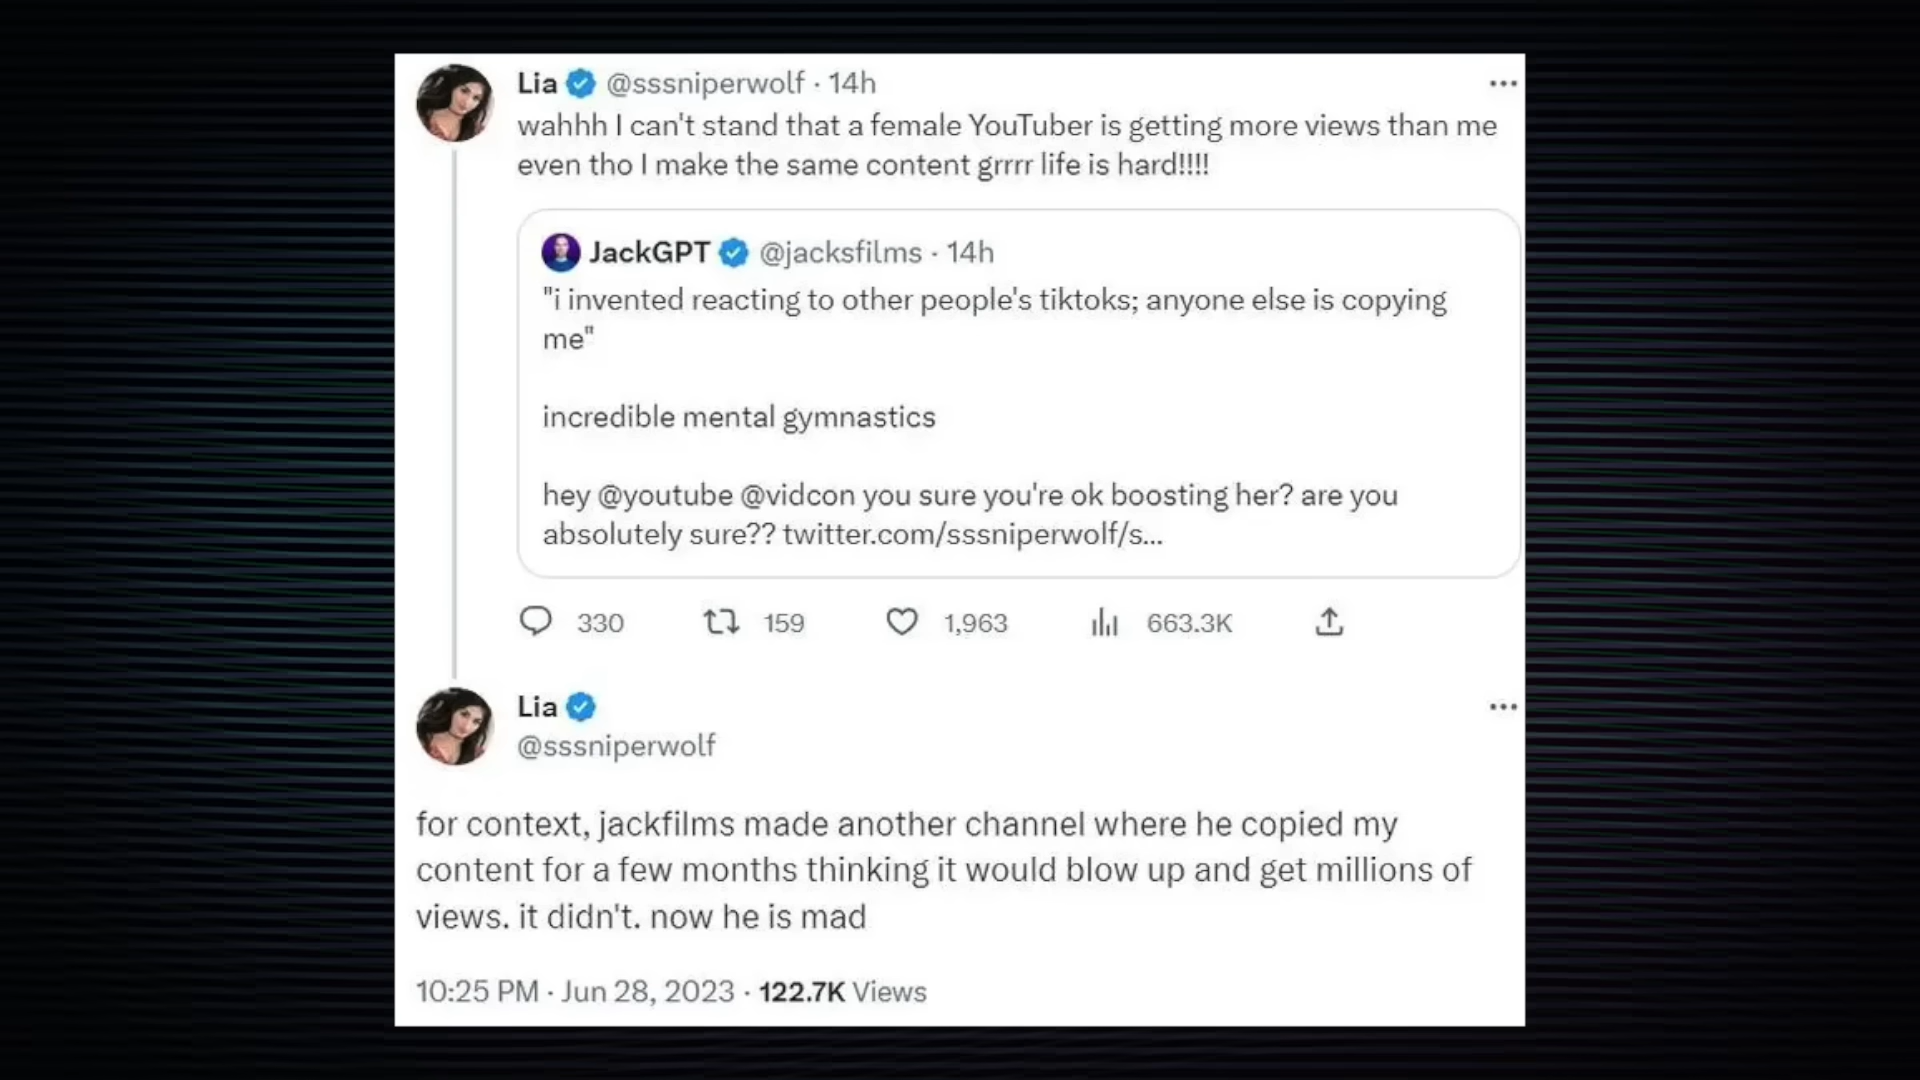 Lia @sssniperwolf · 14h
wahhh I can't stand that a female YouTuber is getting more views than me
even tho I make the same content grrrr life is hard!!!!
JackGPT @jacksfilms · 14h
"i invented reacting to other people's tiktoks; anyone else is copying
me"
incredible mental gymnastics
hey @youtube @vidcon you sure you're ok boosting her? are you
absolutely sure?? twitter.com/sssniperwolf/s...
330 159 1,963 663.3K
Lia
@sssniperwolf
for context, jackfilms made another channel where he copied my
content for a few months thinking it would blow up and get millions of
views. it didn't. now he is mad
10:25 PM · Jun 28, 2023 · 122.7K Views